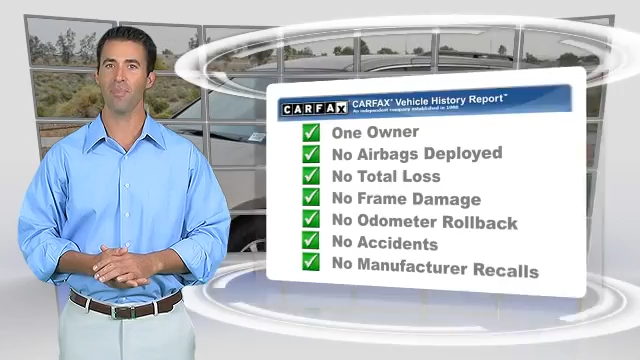 CARFAX CARFAX® Vehicle History Report™
An independent company established in 1986
One Owner
No Airbags Deployed
No Total Loss
No Frame Damage
No Odometer Rollback
No Accidents
No Manufacturer Recalls